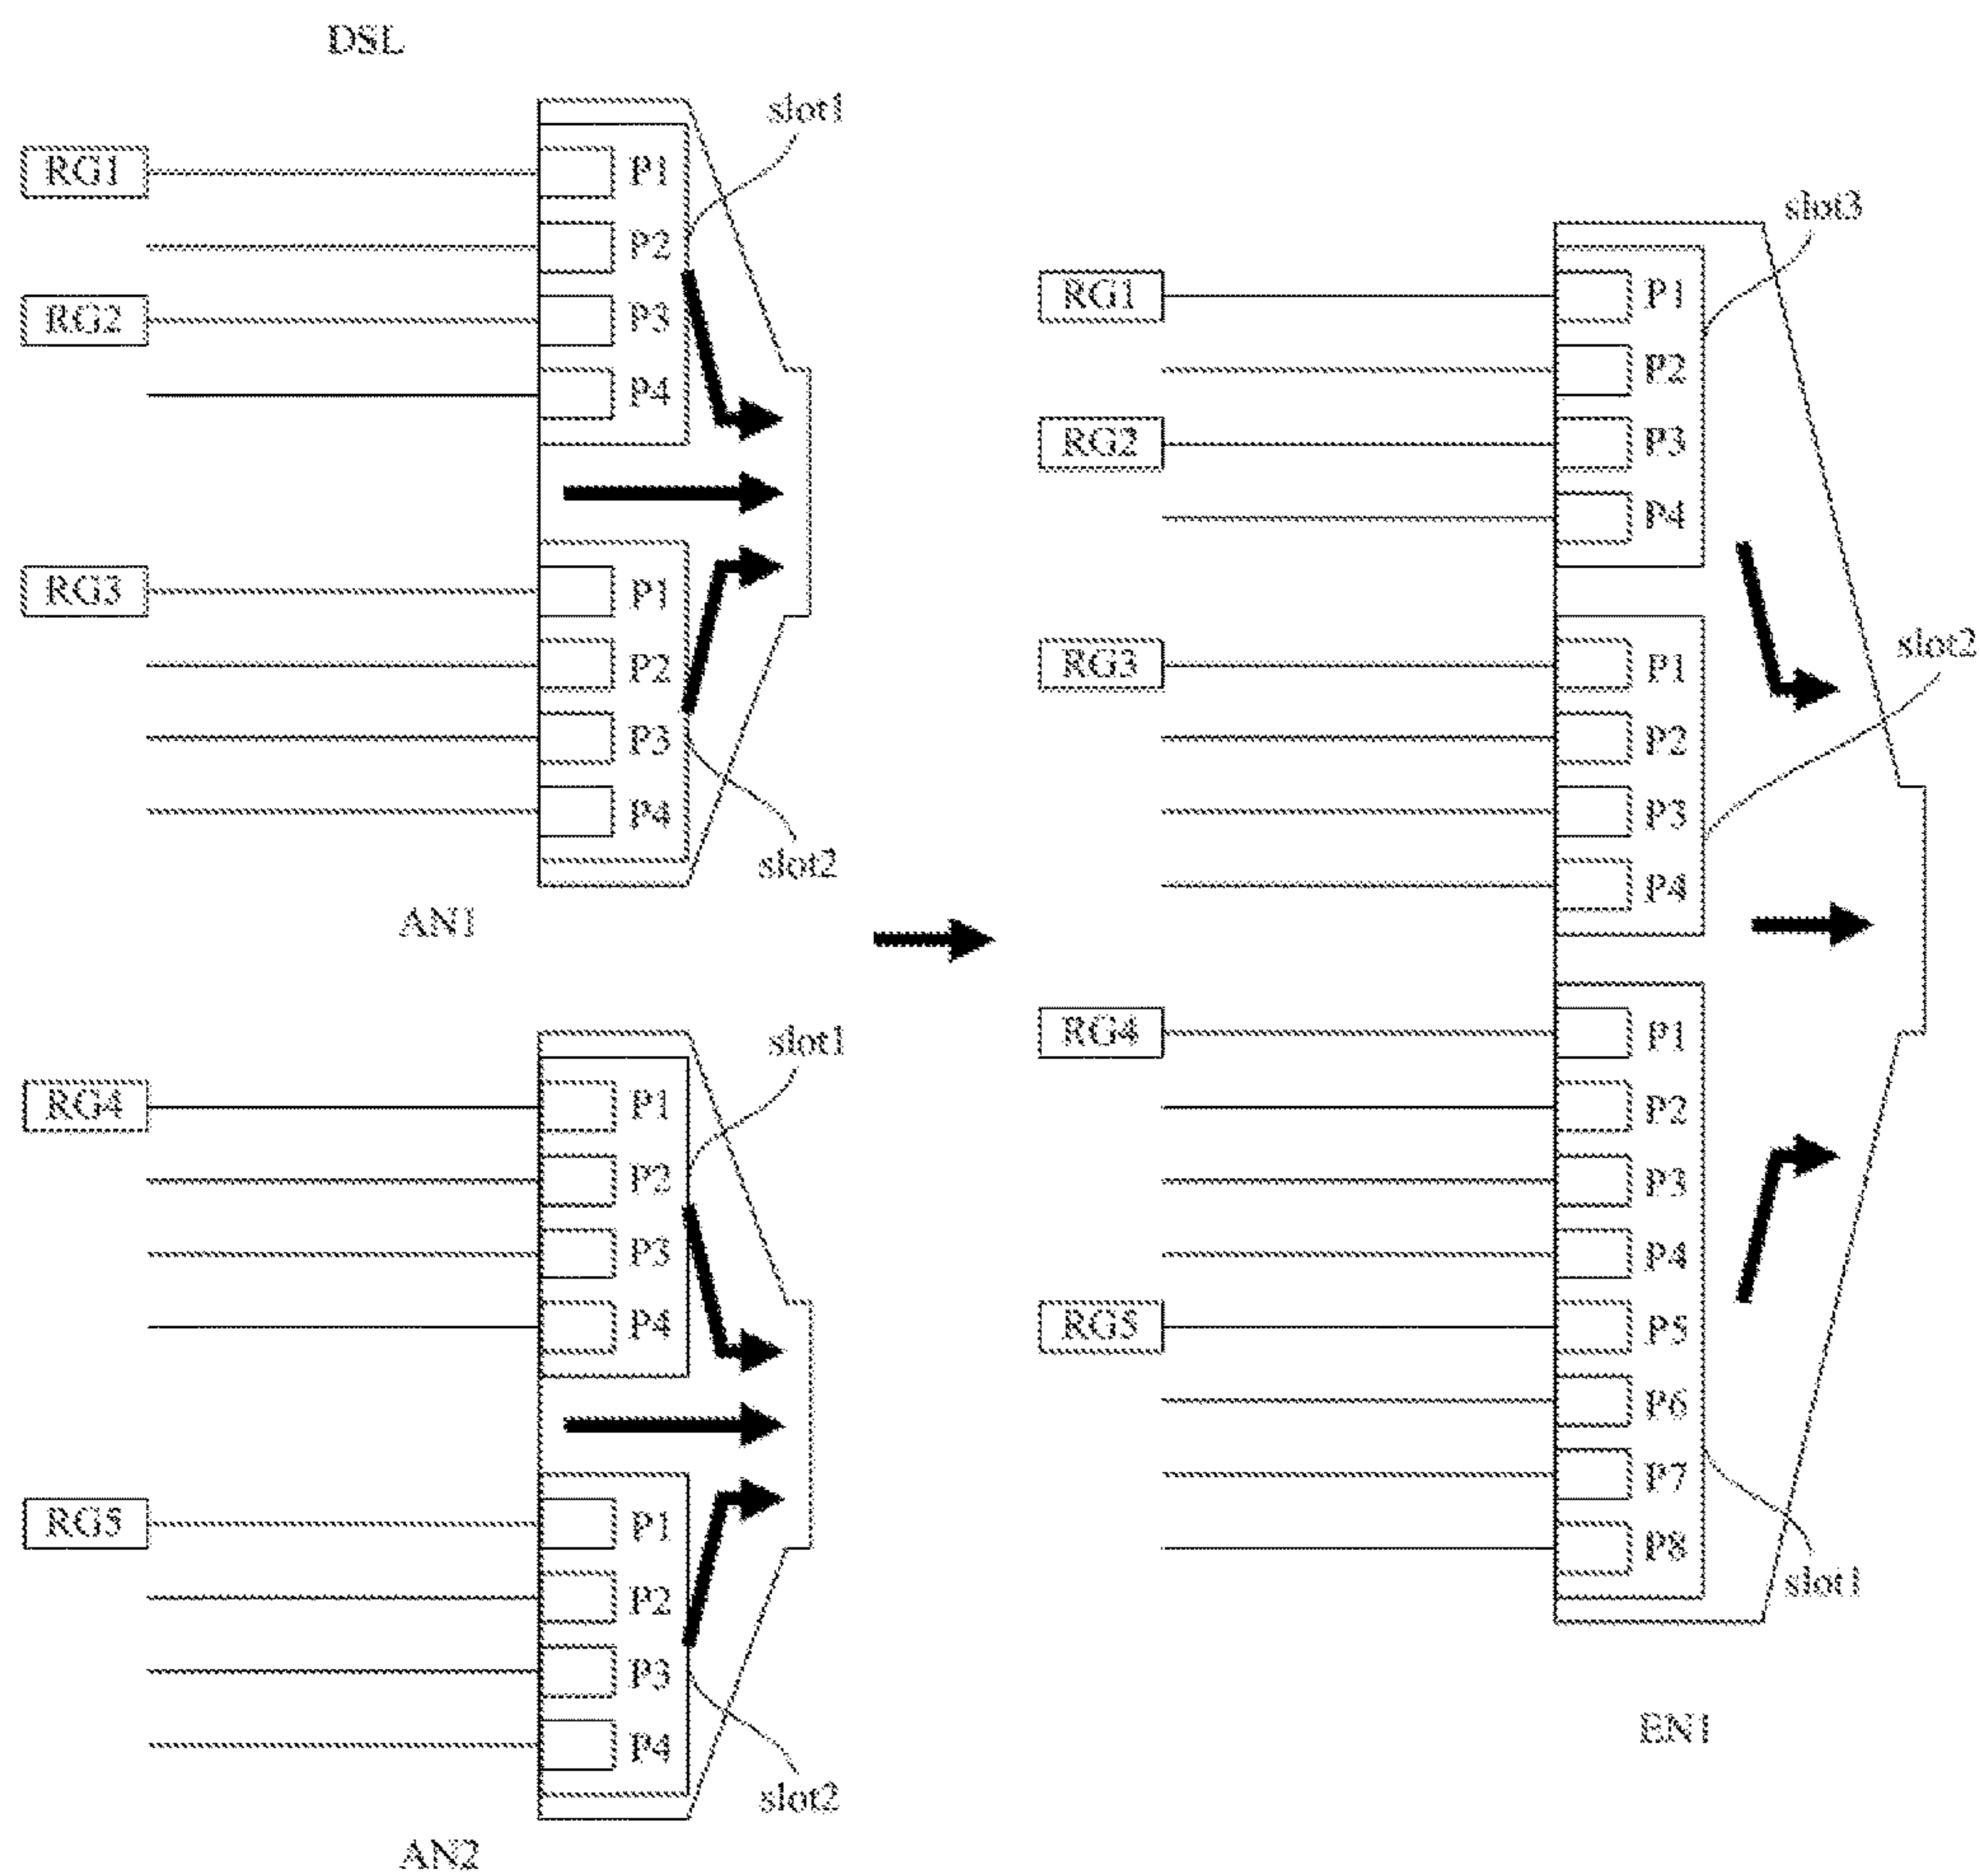 DSL
slot1
RG1
P1
P2
RG2
P3
P4
RG3
P1
P2
P3
P4
slot2
AN1
slot1
RG4
P1
P2
P3
P4
RG5
P1
P2
P3
P4
slot2
AN2
slot3
RG1
P1
P2
RG2
P3
P4
slot2
RG3
P1
P2
P3
P4
RG4
P1
P2
P3
P4
RG5
P5
P6
P7
P8
slot1
EN1